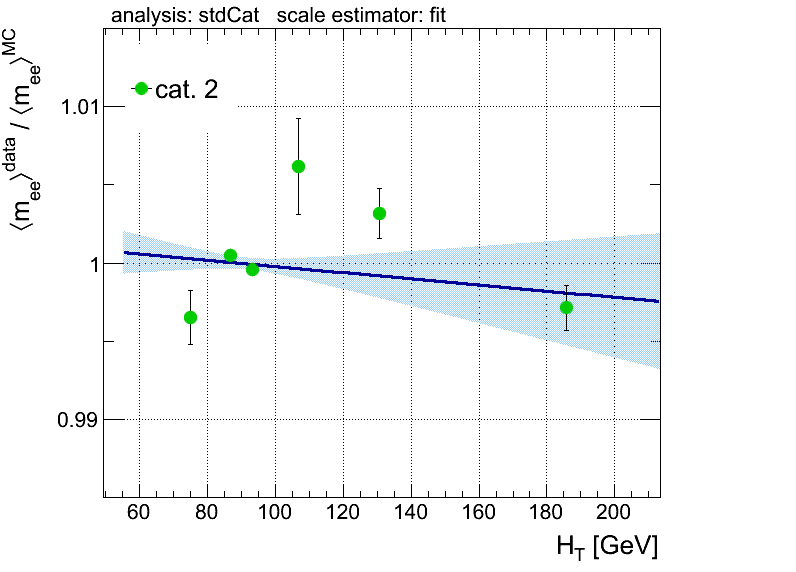 analysis: stdCat   scale estimator: fit
⟨m_ee⟩^data / ⟨m_ee⟩^MC
cat. 2
1.01
1
0.99
60 80 100 120 140 160 180 200
H_T [GeV]